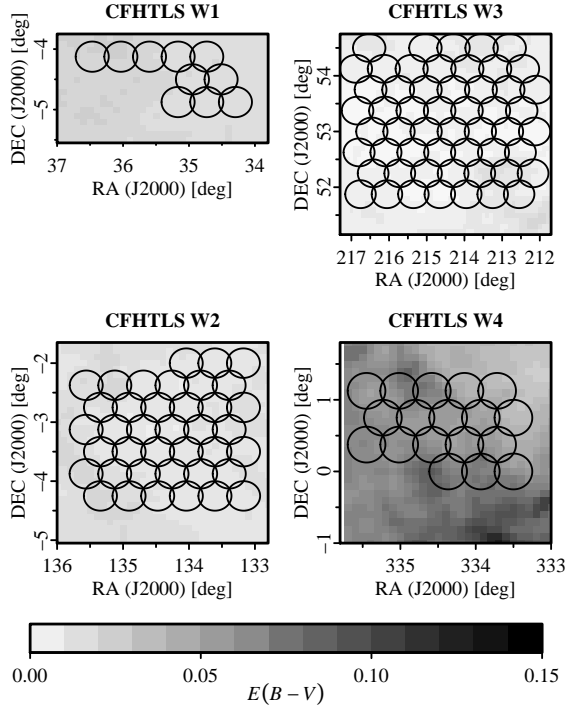 CFHTLS W1
−4
−5
DEC (J2000) [deg]
37 36 35 34
RA (J2000) [deg]
CFHTLS W3
54
53
52
DEC (J2000) [deg]
217 216 215 214 213 212
RA (J2000) [deg]
CFHTLS W2
−2
−3
−4
−5
DEC (J2000) [deg]
136 135 134 133
RA (J2000) [deg]
CFHTLS W4
1
0
−1
DEC (J2000) [deg]
335 334 333
RA (J2000) [deg]
0.00 0.05 0.10 0.15
E(B − V)